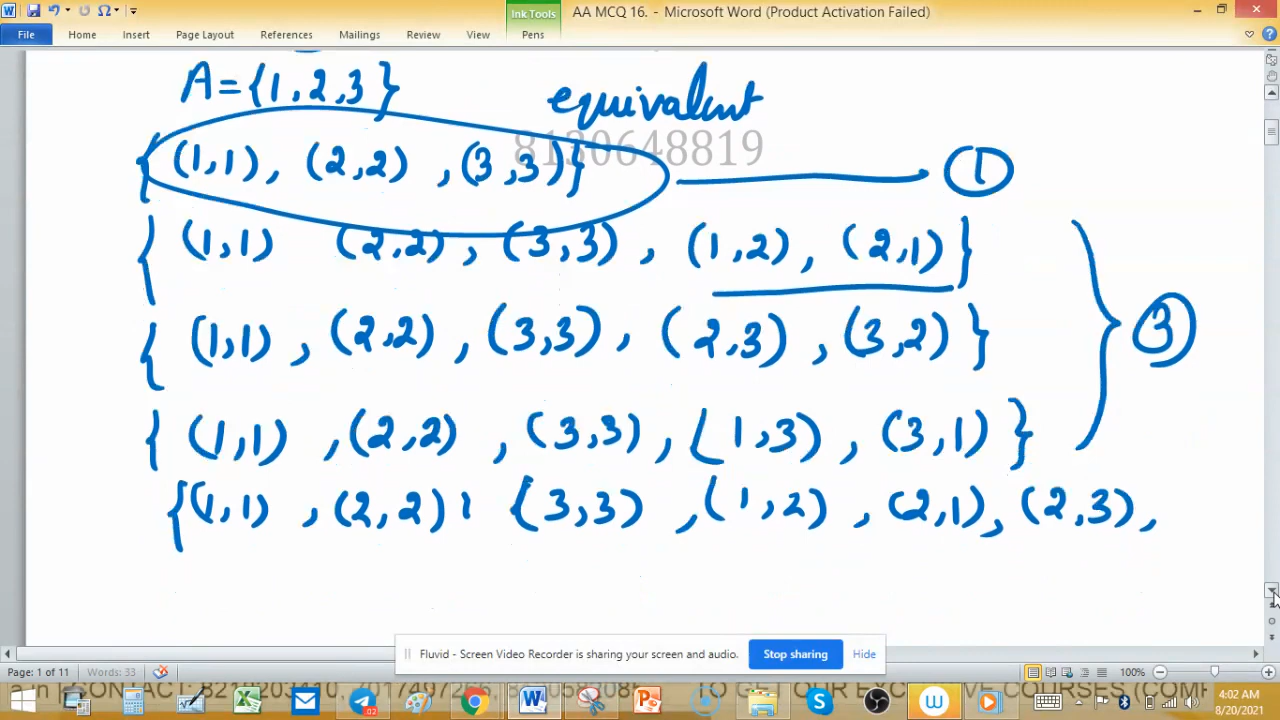 Ink Tools
AA MCQ 16. - Microsoft Word (Product Activation Failed)
File Home Insert Page Layout References Mailings Review View Pens
A={1,2,3} equivalent
8130648819
{(1,1), (2,2) ,(3,3)} 1
{ (1,1) (2,2), (3,3), (1,2), (2,1)}
{ (1,1), (2,2), (3,3), (2,3), (3,2)} 3
{ (1,1) ,(2,2) , (3,3), (1,3), (3,1)}
{(1,1) ,(2,2), (3,3) ,(1,2), (2,1), (2,3),
Fluvid - Screen Video Recorder is sharing your screen and audio. Stop sharing Hide
Page: 1 of 11 Words: 33 100%
4:02 AM
8/20/2021